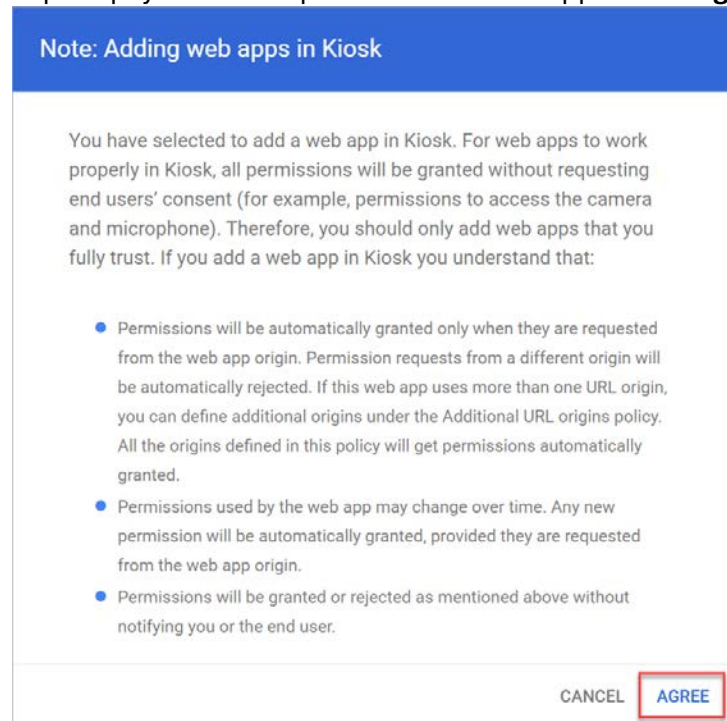 Note: Adding web apps in Kiosk
You have selected to add a web app in Kiosk. For web apps to work
properly in Kiosk, all permissions will be granted without requesting
end users’ consent (for example, permissions to access the camera
and microphone). Therefore, you should only add web apps that you
fully trust. If you add a web app in Kiosk you understand that:
Permissions will be automatically granted only when they are requested
from the web app origin. Permission requests from a different origin will
be automatically rejected. If this web app uses more than one URL origin,
you can define additional origins under the Additional URL origins policy.
All the origins defined in this policy will get permissions automatically
granted.
Permissions used by the web app may change over time. Any new
permission will be automatically granted, provided they are requested
from the web app origin.
Permissions will be granted or rejected as mentioned above without
notifying you or the end user.
CANCEL AGREE